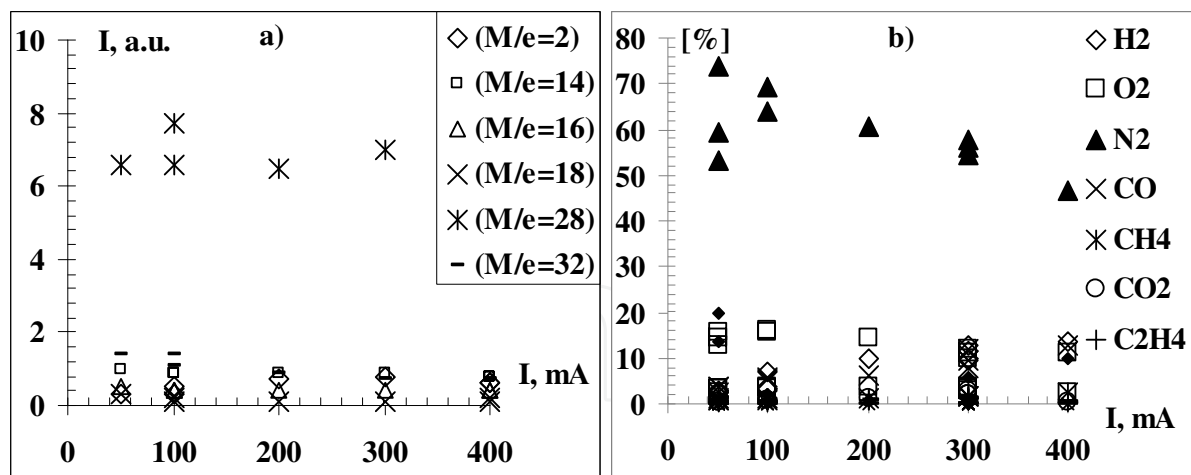 I, a.u.
a)
10
8
6
4
2
0
0 100 200 300 400
I, mA
(M/e=2)
(M/e=14)
(M/e=16)
(M/e=18)
(M/e=28)
(M/e=32)
[%]
b)
80
70
60
50
40
30
20
10
0
0 100 200 300 400
I, mA
H2
O2
N2
CO
CH4
CO2
C2H4